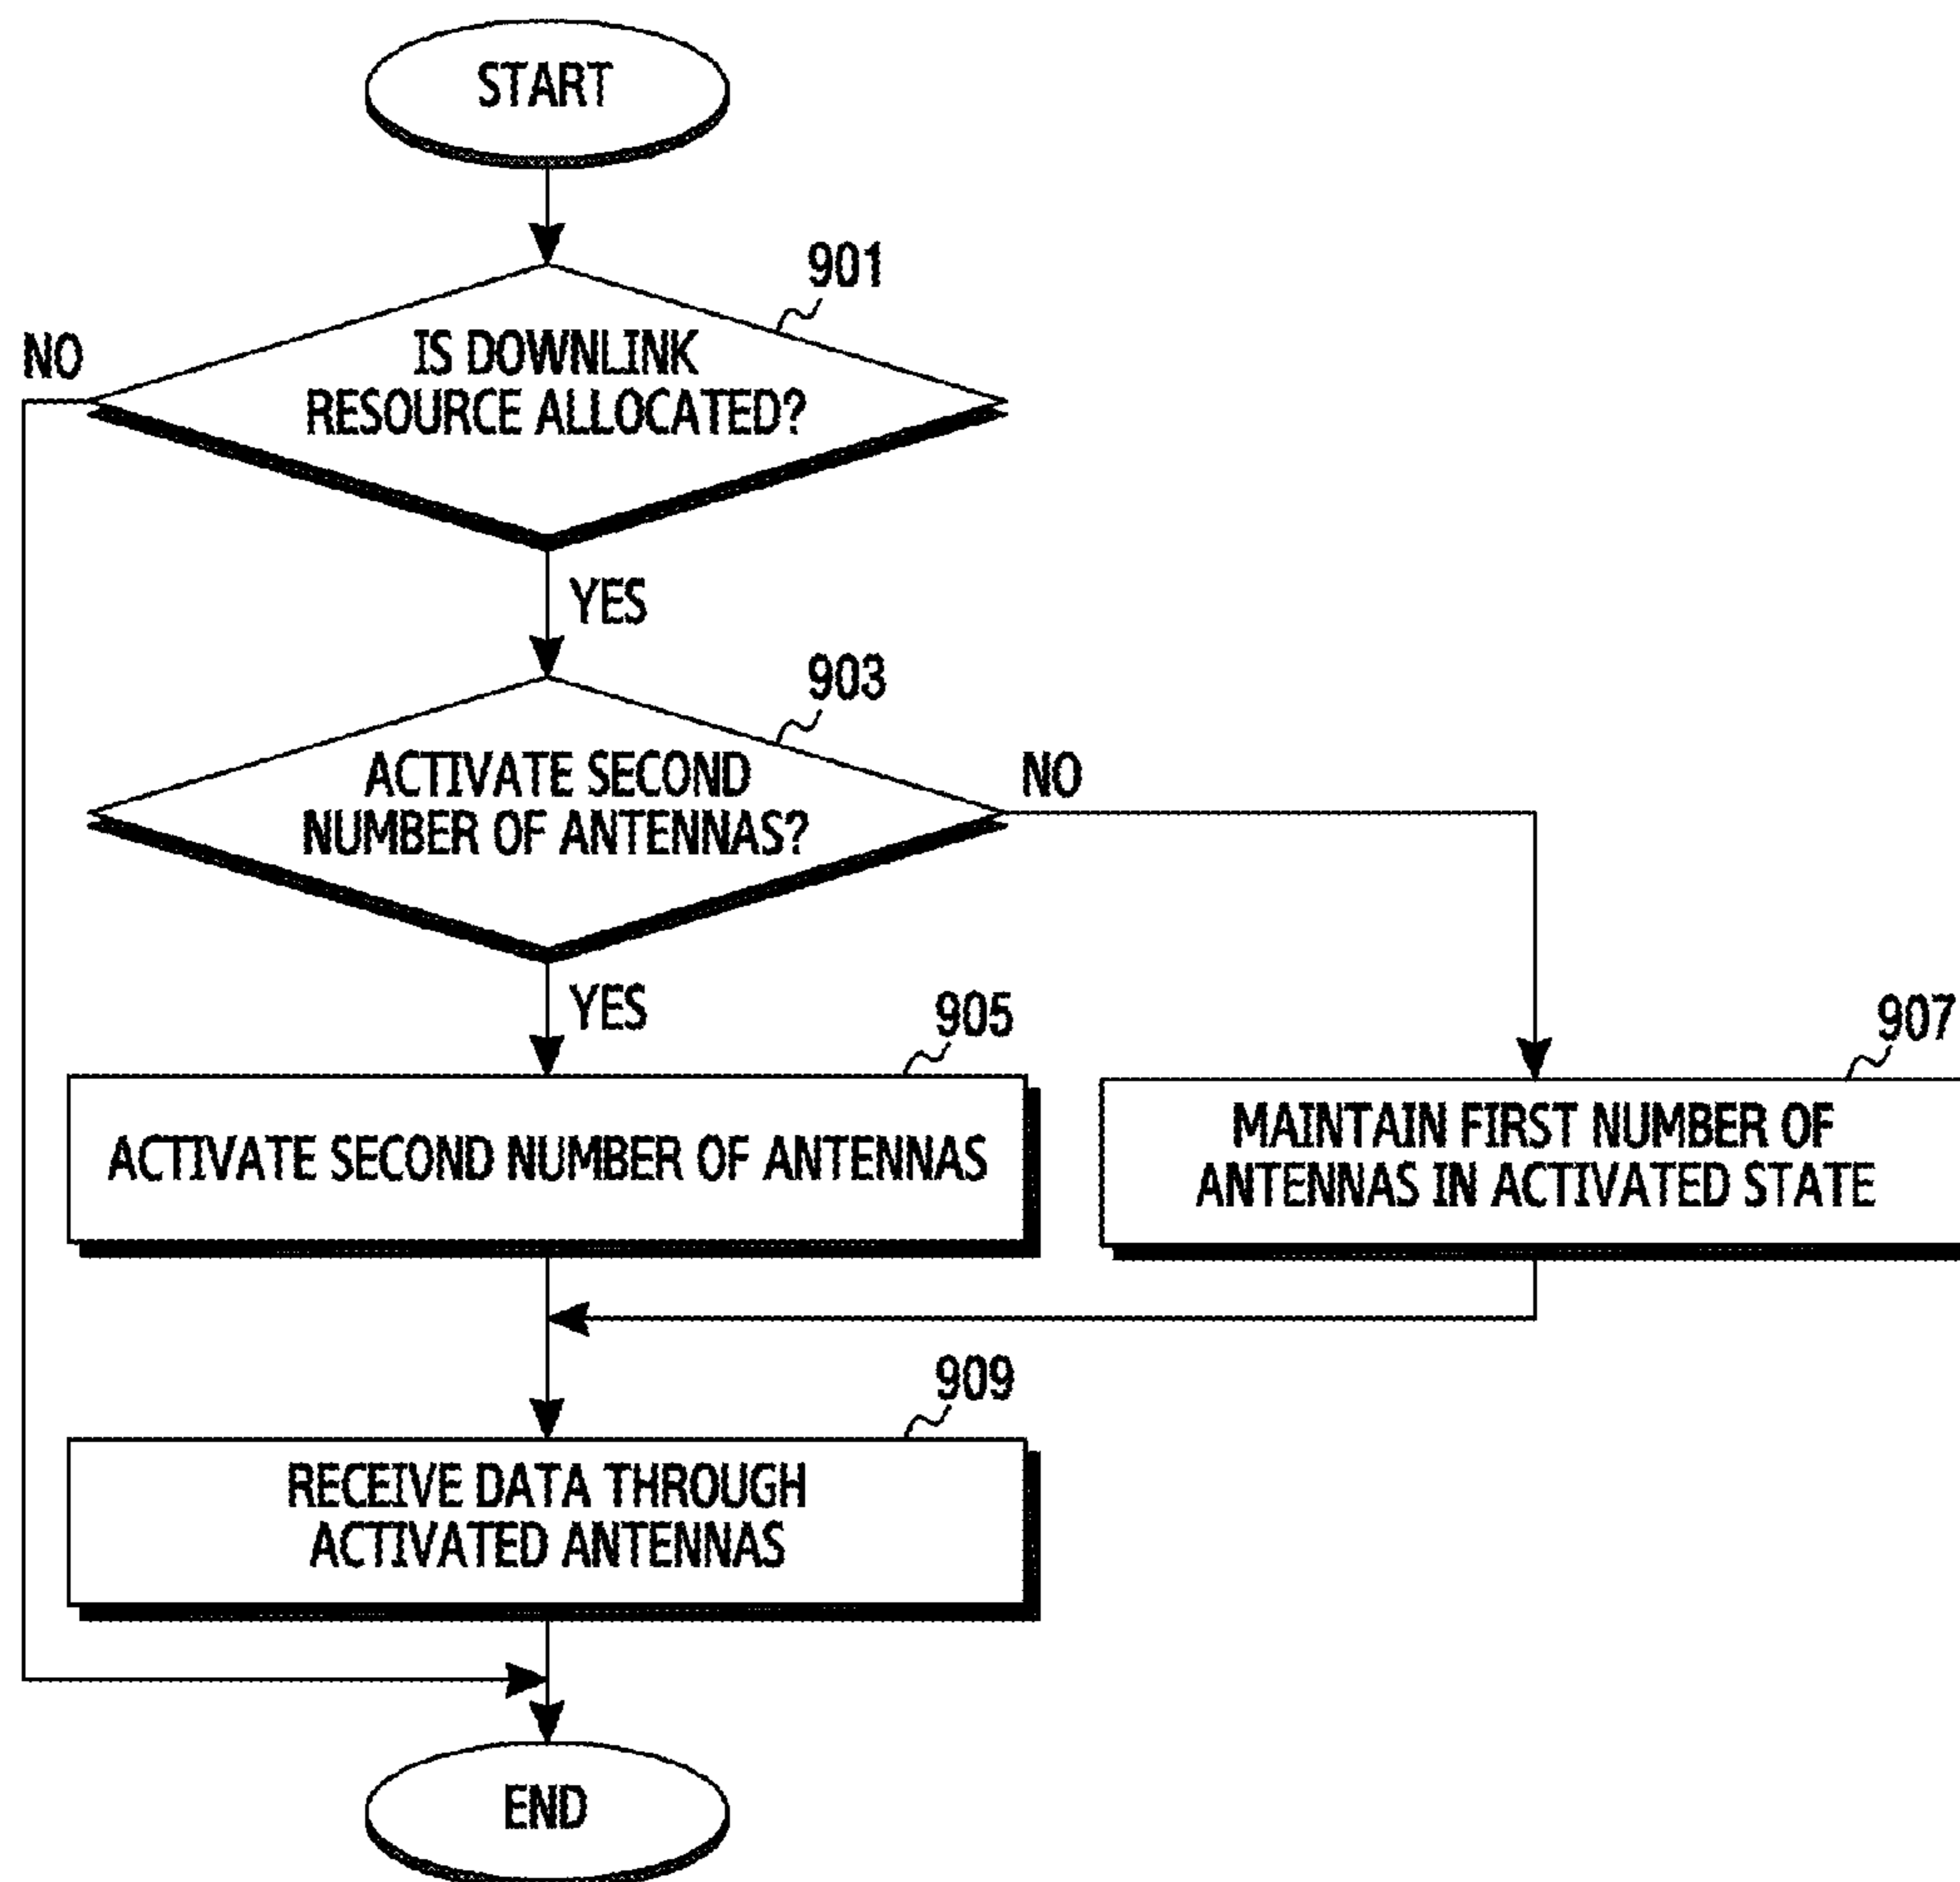 START
901
NO
IS DOWNLINK
RESOURCE ALLOCATED?
YES
903
ACTIVATE SECOND
NUMBER OF ANTENNAS?
NO
YES
905
907
ACTIVATE SECOND NUMBER OF ANTENNAS
MAINTAIN FIRST NUMBER OF
ANTENNAS IN ACTIVATED STATE
909
RECEIVE DATA THROUGH
ACTIVATED ANTENNAS
END